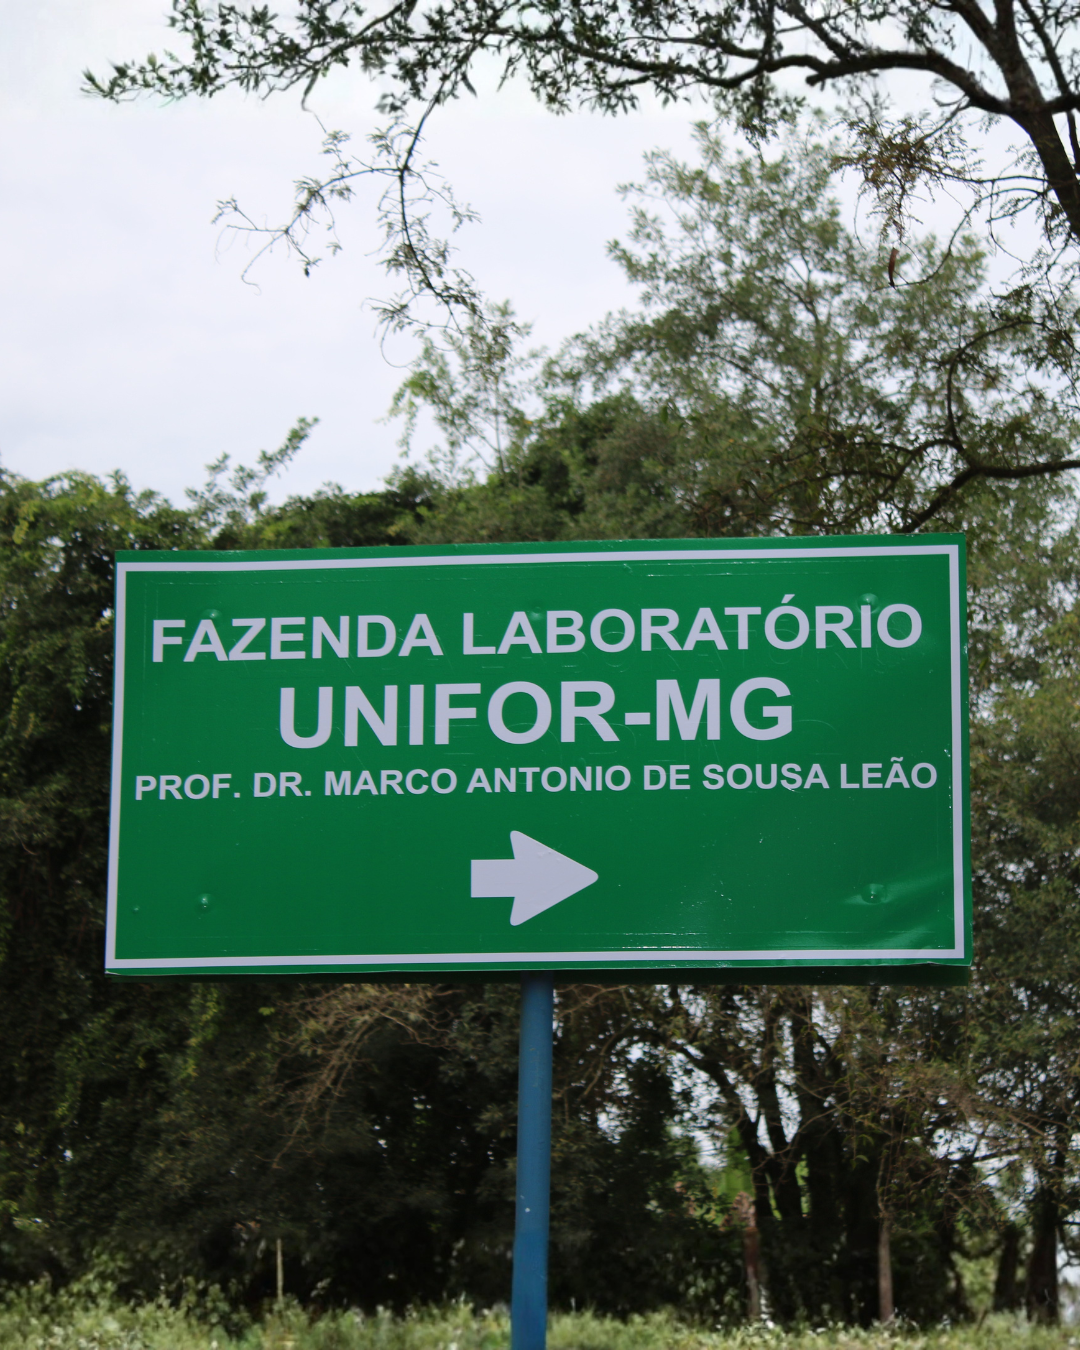 FAZENDA LABORATÓRIO
UNIFOR-MG
PROF. DR. MARCO ANTONIO DE SOUSA LEÃO